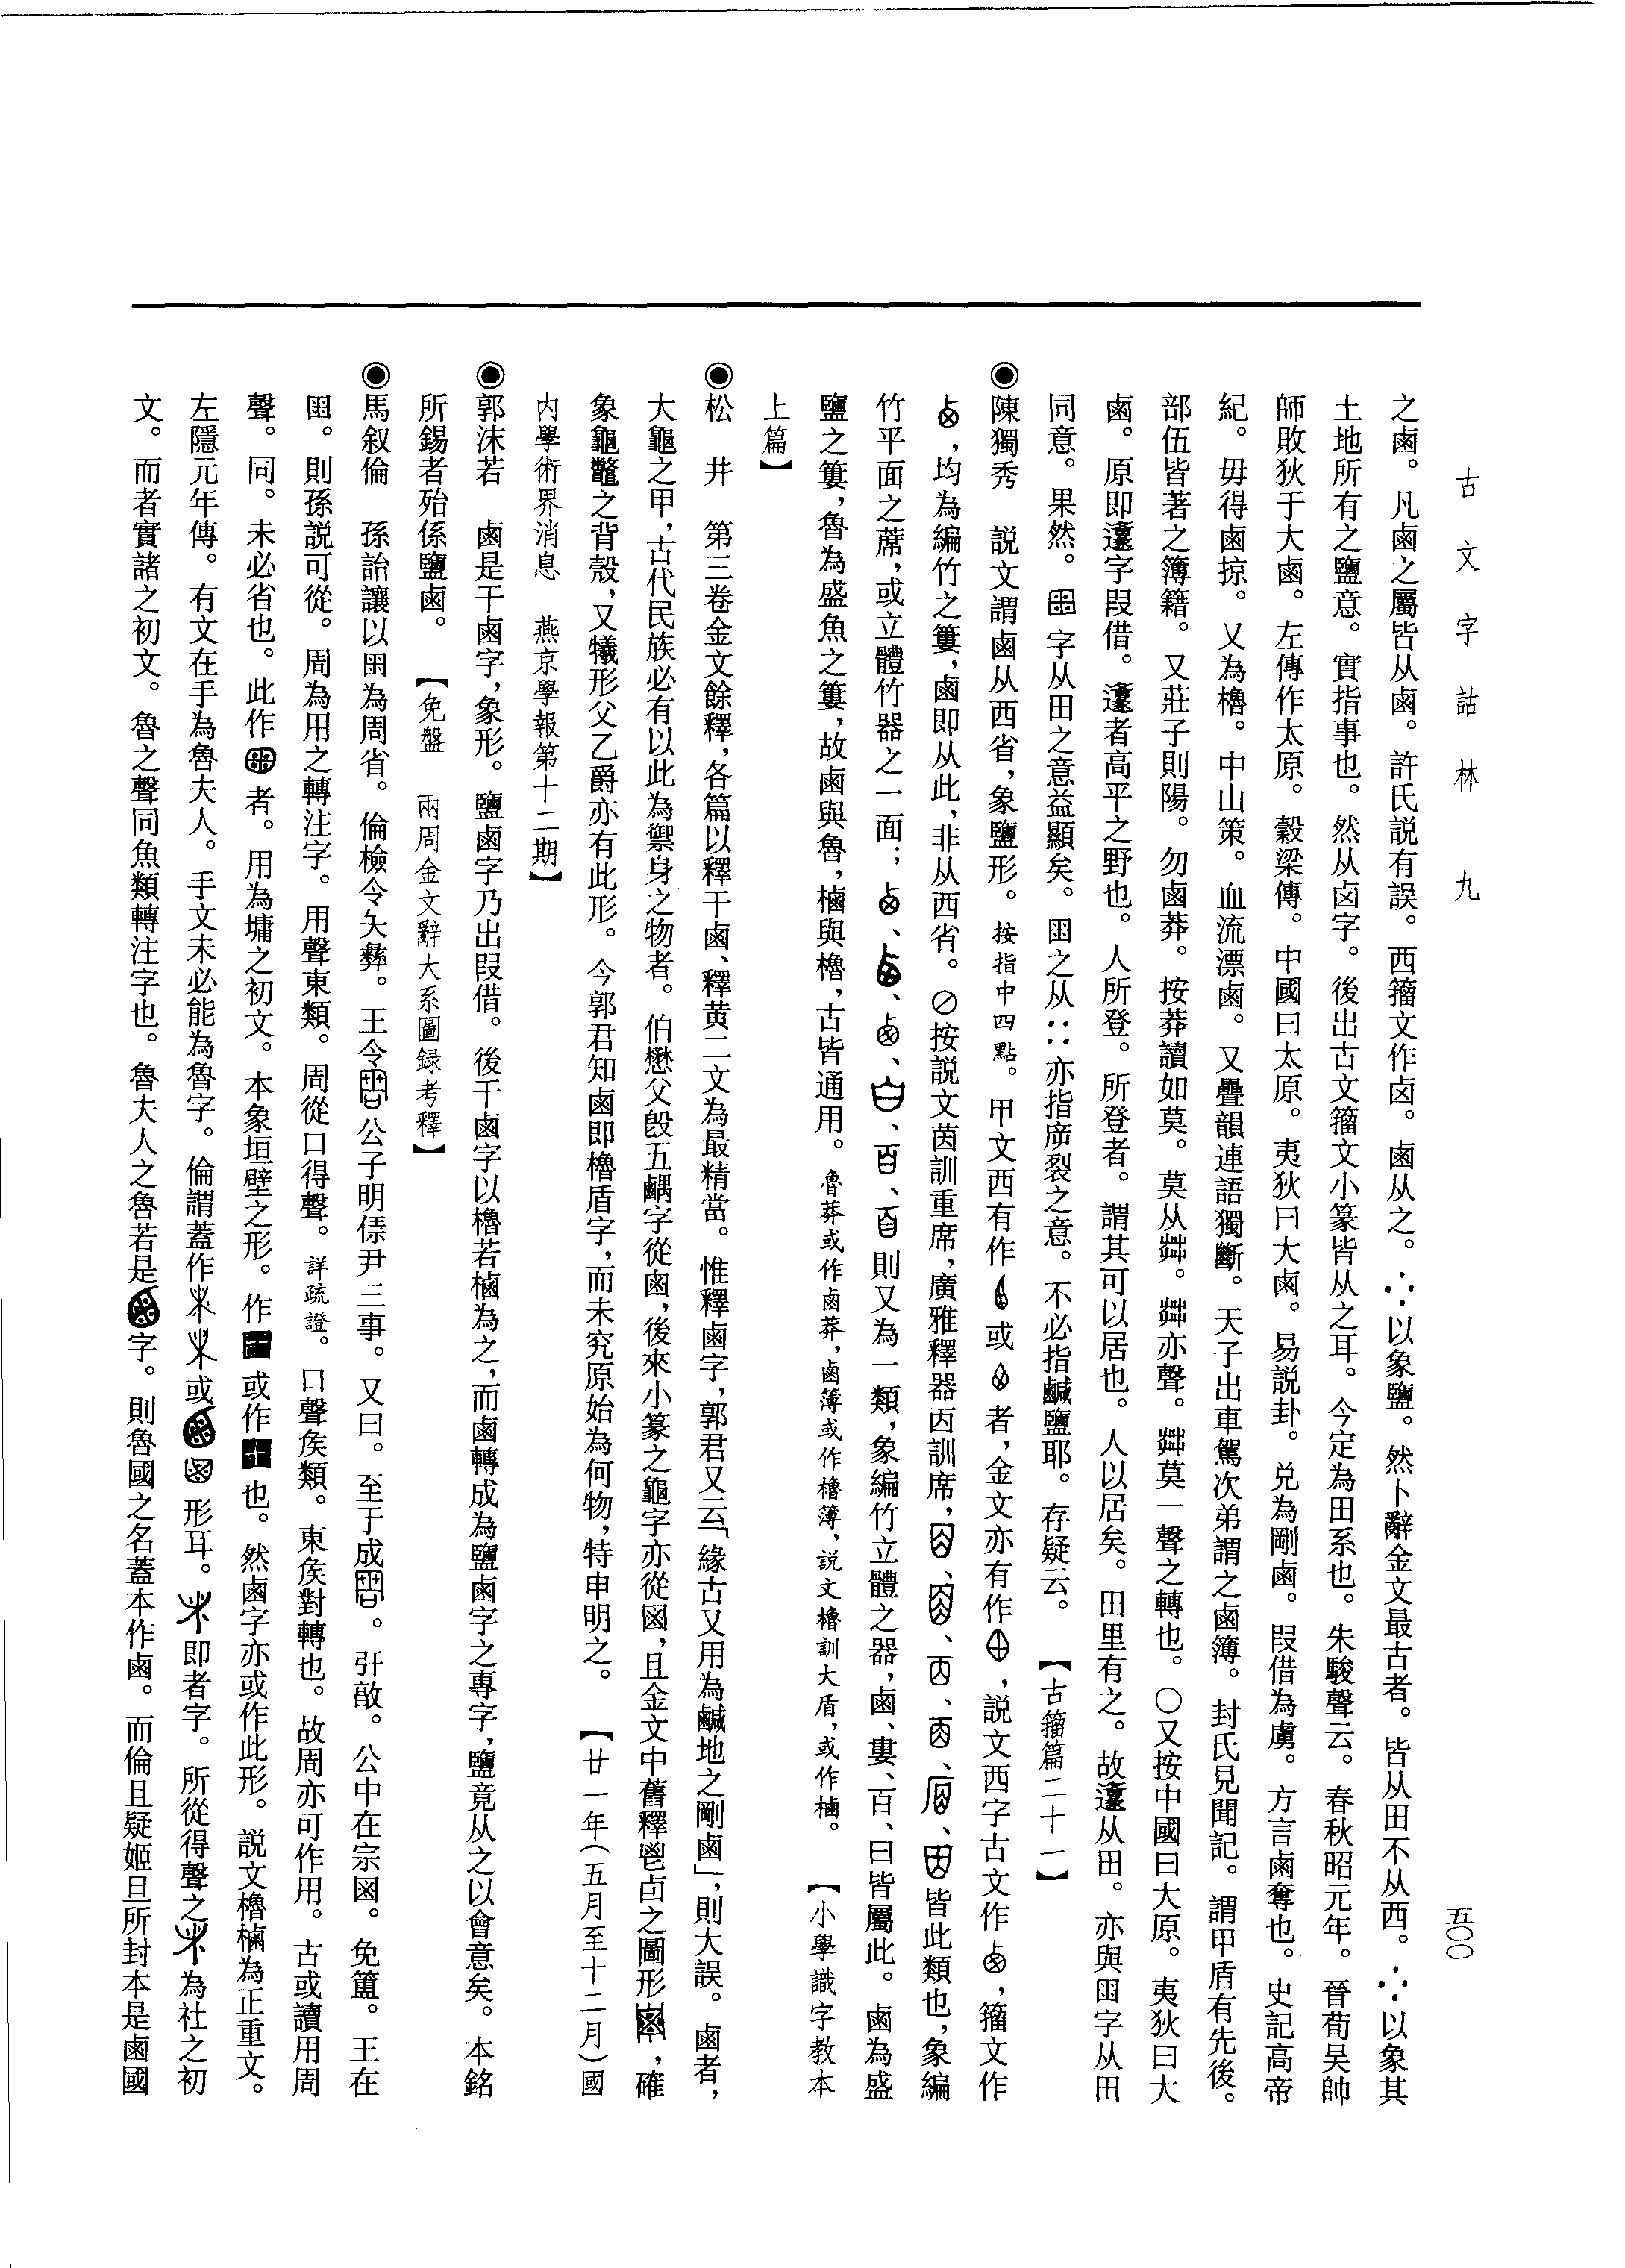 古文字詁林 九
五〇〇
之鹵。凡鹵之屬皆从鹵。許氏説有誤。西籀文作卤。鹵从之。以象鹽。然卜辭金文最古者。皆从田不从西。以象其
土地所有之鹽意。實指事也。然从卤字。後出古文籀文小篆皆从之耳。今定為田系也。朱駿聲云。春秋昭元年。晉荀吴帥
師敗狄于大鹵。左傳作太原。穀梁傳。中國曰太原。夷狄曰大鹵。易説卦。兑為剛鹵。叚借為虜。方言鹵奪也。史記高帝
紀。毋得鹵掠。又為櫓。中山策。血流漂鹵。又疊韻連語獨斷。天子出車駕次弟謂之鹵簿。封氏見聞記。謂甲盾有先後。
部伍皆著之簿籍。又莊子則陽。勿鹵莽。按莽讀如莫。莫从茻。茻亦聲。茻莫一聲之轉也。〇又按中國曰大原。夷狄曰大
鹵。原即邍字叚借。邍者高平之野也。人所登。所登者。謂其可以居也。人以居矣。田里有之。故邍从田。亦與字从田
同意。果然。字从田之意益顯矣。之从∷亦指㡿裂之意。不必指鹹鹽耶。存疑云。【古籀篇二十一】
◉陳獨秀 説文謂鹵从西省，象鹽形。按指中四點。甲文西有作或者，金文亦有作，説文西字古文作，籀文作
，均為編竹之簍，鹵即从此，非从西省。⊘按説文茵訓重席，廣雅釋器㐁訓席，、、、、、皆此類也，象編
竹平面之蓆，或立體竹器之一面；、、、、、則又為一類，象編竹立體之器，鹵、婁、百、曰皆屬此。鹵為盛
鹽之簍，魯為盛魚之簍，故鹵與魯，樐與櫓，古皆通用。魯莽或作鹵莽，鹵簿或作櫓簿，説文櫓訓大盾，或作樐。【小學識字教本
上篇】
◉松 井 第三卷金文餘釋，各篇以釋干鹵、釋黄二文為最精當。惟釋鹵字，郭君又云「緣古又用為鹹地之剛鹵」，則大誤。鹵者，
大龜之甲，古代民族必有以此為禦身之物者。伯懋父𣪘五齵字從鹵，後來小篆之龜字亦從囟，且金文中舊釋鬯卣之圖形，確
象龜鼈之背殼，又犧形父乙爵亦有此形。今郭君知鹵即櫓盾字，而未究原始為何物，特申明之。【廿一年（五月至十二月）國
内學術界消息 燕京學報第十二期】
◉郭沫若 鹵是干鹵字，象形。鹽鹵字乃出叚借。後干鹵字以櫓若樐為之，而鹵轉成為鹽鹵字之專字，鹽竟从之以會意矣。本銘
所錫者殆係鹽鹵。【免盤 兩周金文辭大系圖録考釋】
◉馬叙倫 孫詒讓以為周省。倫檢令夨彝。王令公子明保尹三事。又曰。至于成。㝬敔。公中在宗。免簠。王在
。則孫説可從。周為用之轉注字。用聲東類。周從口得聲。詳疏證。口聲矦類。東矦對轉也。故周亦可作用。古或讀用周
聲。同。未必省也。此作者。用為墉之初文。本象垣壁之形。作或作也。然鹵字亦或作此形。説文櫓樐為正重文。
左隱元年傳。有文在手為魯夫人。手文未必能為魯字。倫謂蓋作或形耳。即者字。所從得聲之為社之初
文。而者實諸之初文。魯之聲同魚類轉注字也。魯夫人之魯若是字。則魯國之名蓋本作鹵。而倫且疑姬旦所封本是鹵國